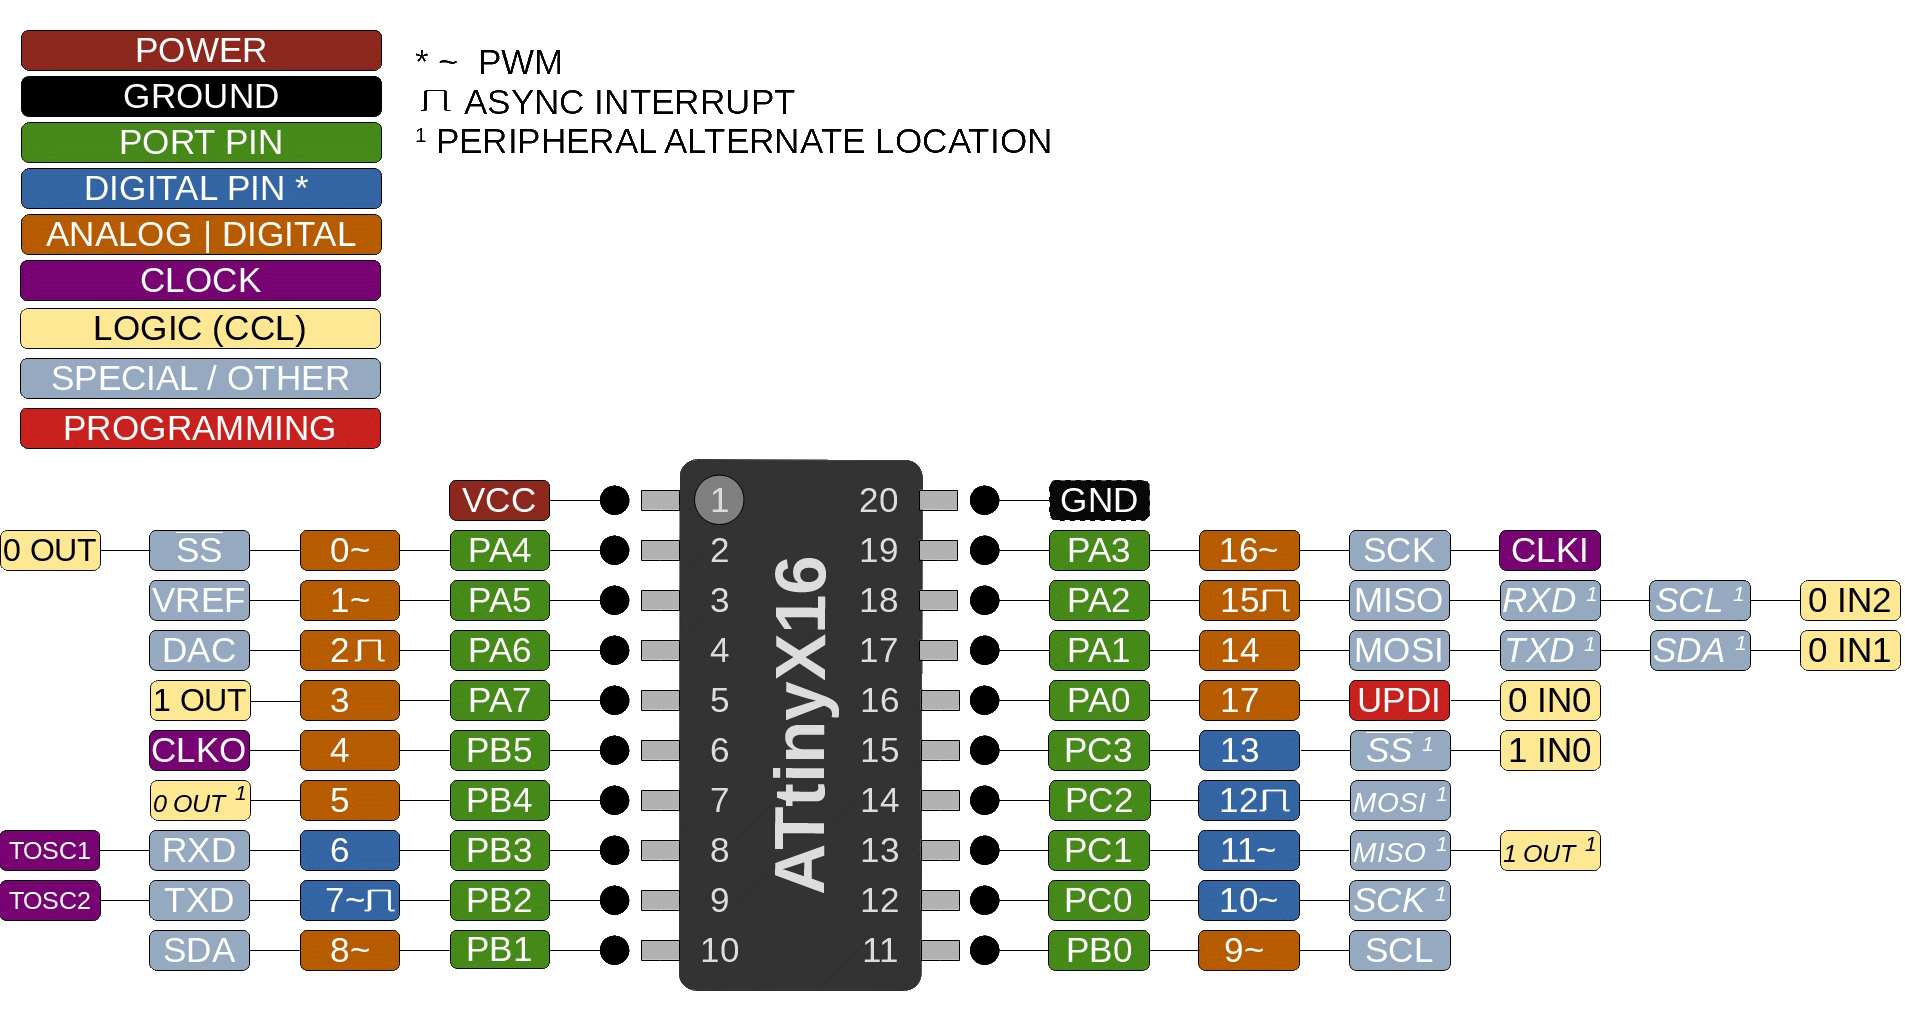 POWER
GROUND
PORT PIN
DIGITAL PIN *
ANALOG | DIGITAL
CLOCK
LOGIC (CCL)
SPECIAL / OTHER
PROGRAMMING
* ~ PWM
ASYNC INTERRUPT
¹ PERIPHERAL ALTERNATE LOCATION
VCC 1 20 GND
0 OUT SS 0~ PA4 2 19 PA3 16~ SCK CLKI
VREF 1~ PA5 3 18 PA2 15 MISO RXD ¹ SCL ¹ 0 IN2
DAC 2 PA6 4 17 PA1 14 MOSI TXD ¹ SDA ¹ 0 IN1
1 OUT 3 PA7 5 16 PA0 17 UPDI 0 IN0
CLKO 4 PB5 6 15 PC3 13 SS ¹ 1 IN0
0 OUT ¹ 5 PB4 7 14 PC2 12 MOSI ¹
TOSC1 RXD 6 PB3 8 13 PC1 11~ MISO ¹ 1 OUT ¹
TOSC2 TXD 7~ PB2 9 12 PC0 10~ SCK ¹
SDA 8~ PB1 10 11 PB0 9~ SCL
ATtinyX16